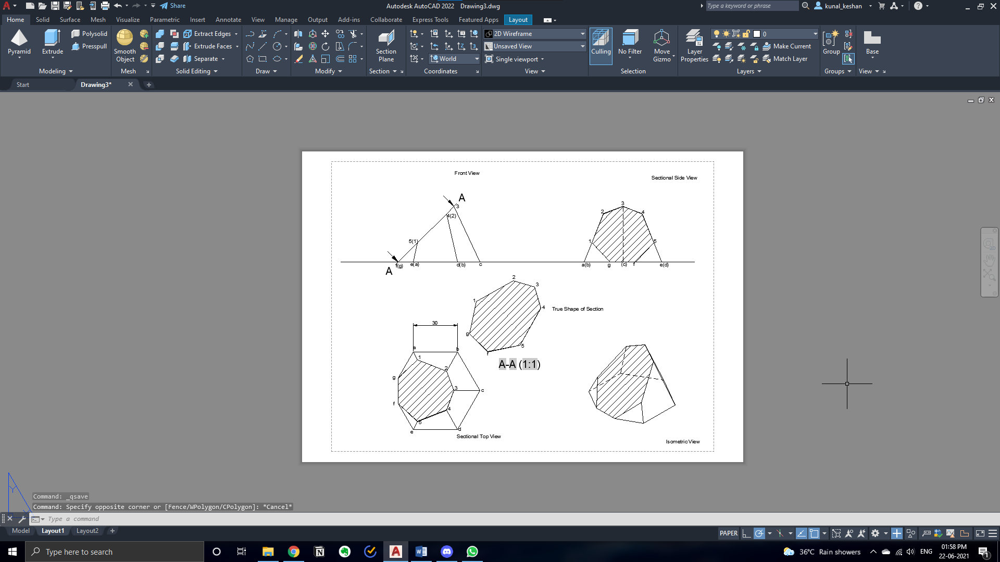 Share
Autodesk AutoCAD 2022 Drawing3.dwg
Type a keyword or phrase
kunal_keshan
Home Solid Surface Mesh Visualize Parametric Insert Annotate View Manage Output Add-ins Collaborate Express Tools Featured Apps Layout
Pyramid
Extrude
Polysolid
Presspull
Modeling
Smooth Object
Mesh
Extract Edges
Extrude Faces
Separate
Solid Editing
Draw
Modify
Section Plane
Section
World
Coordinates
2D Wireframe
Unsaved View
Single viewport
View
Culling
No Filter
Move Gizmo
Selection
Layer Properties
0
Make Current
Match Layer
Layers
Group
Groups
Base
View
Start
Drawing3*
Front View
Sectional Side View
A
3
4(2)
5(1)
A
f(g)
e(a)
d(b)
c
3
2
4
1
5
a(b)
g
(c)
f
e(d)
2
3
1
4
True Shape of Section
g
5
f
A-A (1:1)
30
a
b
1
2
g
3
c
f
4
5
e
d
Sectional Top View
Isometric View
Y
X
Command: _qsave
Command: Specify opposite corner or [Fence/WPolygon/CPolygon]: *Cancel*
Type a command
Model Layout1 Layout2
PAPER
Type here to search
36°C Rain showers
ENG
01:58 PM
22-06-2021
1